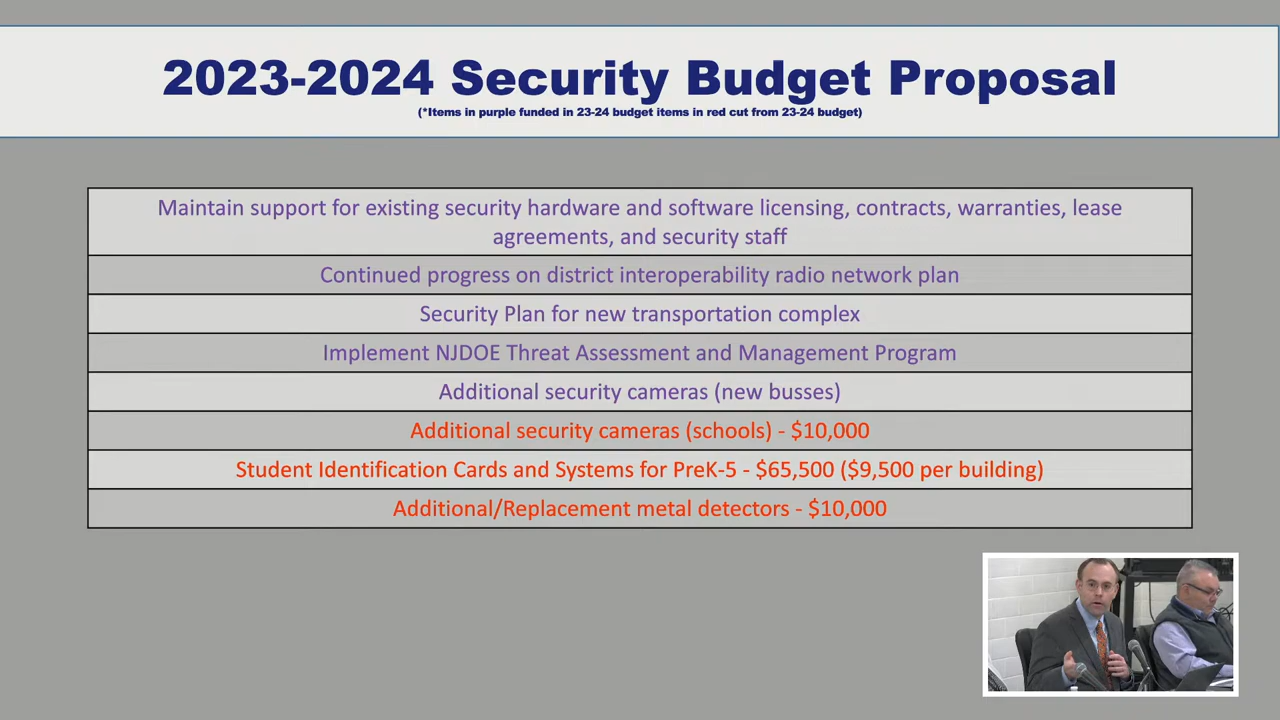 2023-2024 Security Budget Proposal
(*Items in purple funded in 23-24 budget items in red cut from 23-24 budget)
Maintain support for existing security hardware and software licensing, contracts, warranties, lease
agreements, and security staff
Continued progress on district interoperability radio network plan
Security Plan for new transportation complex
Implement NJDOE Threat Assessment and Management Program
Additional security cameras (new busses)
Additional security cameras (schools) - $10,000
Student Identification Cards and Systems for PreK-5 - $65,500 ($9,500 per building)
Additional/Replacement metal detectors - $10,000